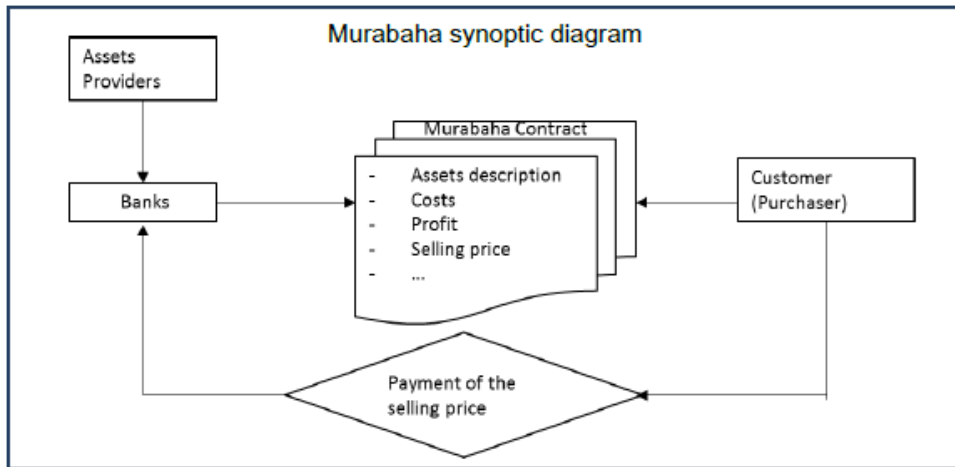 Murabaha synoptic diagram
Assets
Providers
Murabaha Contract
- Assets description
- Costs
- Profit
- Selling price
- ...
Banks
Customer
(Purchaser)
Payment of the
selling price